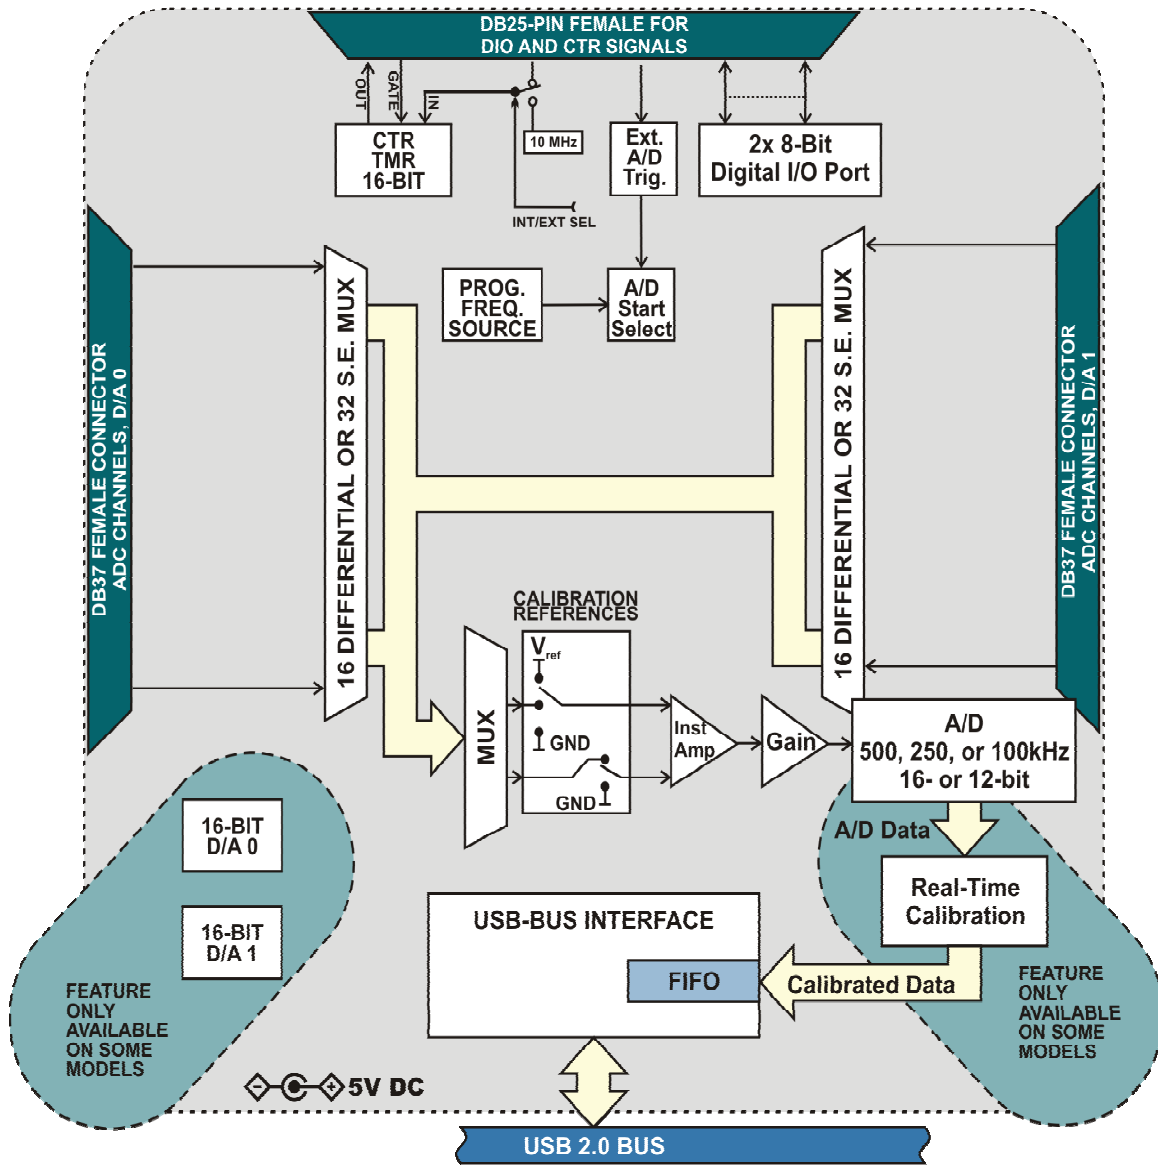 DB25-PIN FEMALE FOR
DIO AND CTR SIGNALS
OUT
GATE
IN
CTR
TMR
16-BIT
10 MHz
INT/EXT SEL
Ext.
A/D
Trig.
2x 8-Bit
Digital I/O Port
PROG.
FREQ.
SOURCE
A/D
Start
Select
DB37 FEMALE CONNECTOR
ADC CHANNELS, D/A 0
16 DIFFERENTIAL OR 32 S.E. MUX
16 DIFFERENTIAL OR 32 S.E. MUX
DB37 FEMALE CONNECTOR
ADC CHANNELS, D/A 1
CALIBRATION
REFERENCES
Vref
GND
GND
MUX
Inst
Amp
Gain
A/D
500, 250, or 100kHz
16- or 12-bit
A/D Data
Real-Time
Calibration
Calibrated Data
FEATURE
ONLY
AVAILABLE
ON SOME
MODELS
16-BIT
D/A 0
16-BIT
D/A 1
FEATURE
ONLY
AVAILABLE
ON SOME
MODELS
USB-BUS INTERFACE
FIFO
5V DC
USB 2.0 BUS